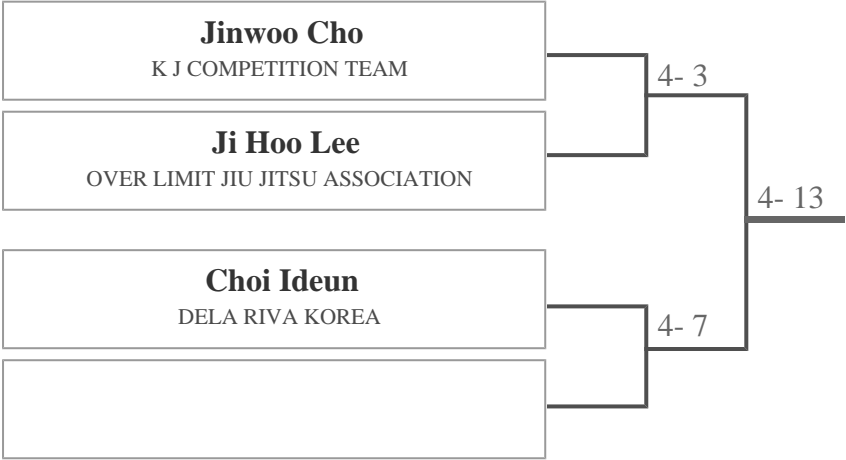 Jinwoo Cho
K J COMPETITION TEAM
4- 3
Ji Hoo Lee
OVER LIMIT JIU JITSU ASSOCIATION
4- 13
Choi Ideun
DELA RIVA KOREA
4- 7